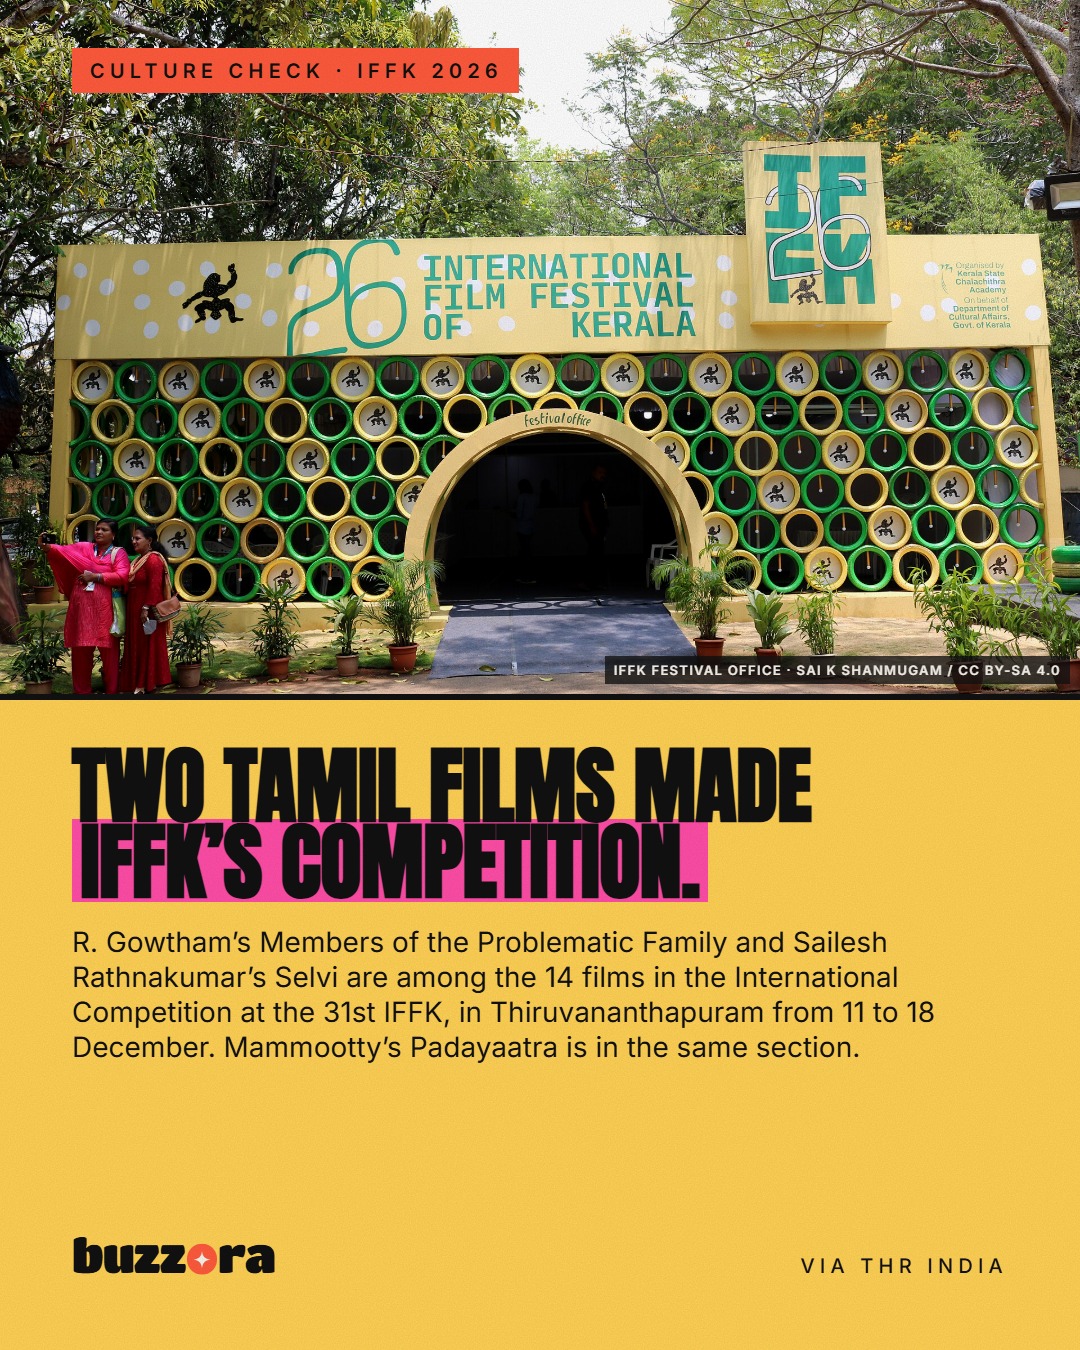 CULTURE CHECK · IFFK 2026
IF
26
FK
26
INTERNATIONAL
FILM FESTIVAL
OF KERALA
Organised by
Kerala State
Chalachithra
Academy
On behalf of
Department of
Cultural Affairs,
Govt. of Kerala
festival office
IFFK FESTIVAL OFFICE · SAI K SHANMUGAM / CC BY-SA 4.0
TWO TAMIL FILMS MADE
IFFK’S COMPETITION.
R. Gowtham’s Members of the Problematic Family and Sailesh
Rathnakumar’s Selvi are among the 14 films in the International
Competition at the 31st IFFK, in Thiruvananthapuram from 11 to 18
December. Mammootty’s Padayaatra is in the same section.
buzzora
VIA THR INDIA